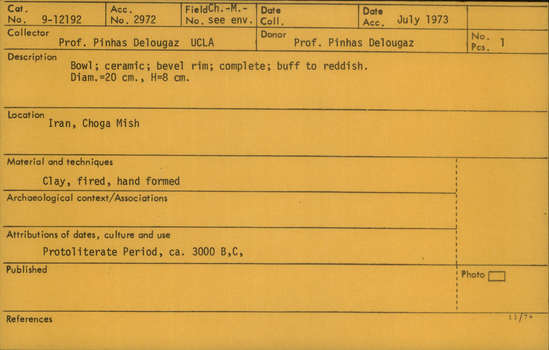 Cat. No. 9-12192 Acc. No. 2972 Field Ch.-M.- No. see env. Date Coll. Date Acc. July 1973
Collector Prof. Pinhas Delougaz UCLA Donor Prof. Pinhas Delougaz No. Pcs. 1
Description
Bowl; ceramic; bevel rim; complete; buff to reddish.
Diam.=20 cm., H=8 cm.
Location
Iran, Choga Mish
Material and techniques
Clay, fired, hand formed
Archaeological context/Associations
Attributions of dates, culture and use
Protoliterate Period, ca. 3000 B,C,
Published
Photo
References